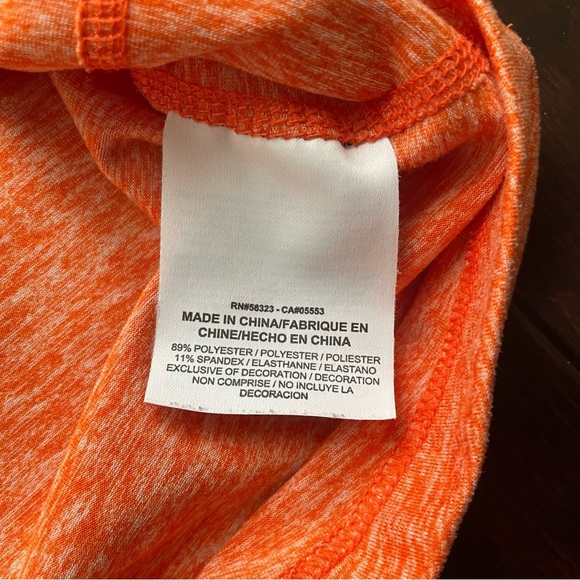 RN#56323 - CA#05553
MADE IN CHINA/FABRIQUE EN
CHINE/HECHO EN CHINA
89% POLYESTER / POLYESTER / POLIESTER
11% SPANDEX / ELASTHANNE / ELASTANO
EXCLUSIVE OF DECORATION / DECORATION
NON COMPRISE / NO INCLUYE LA
DECORACION